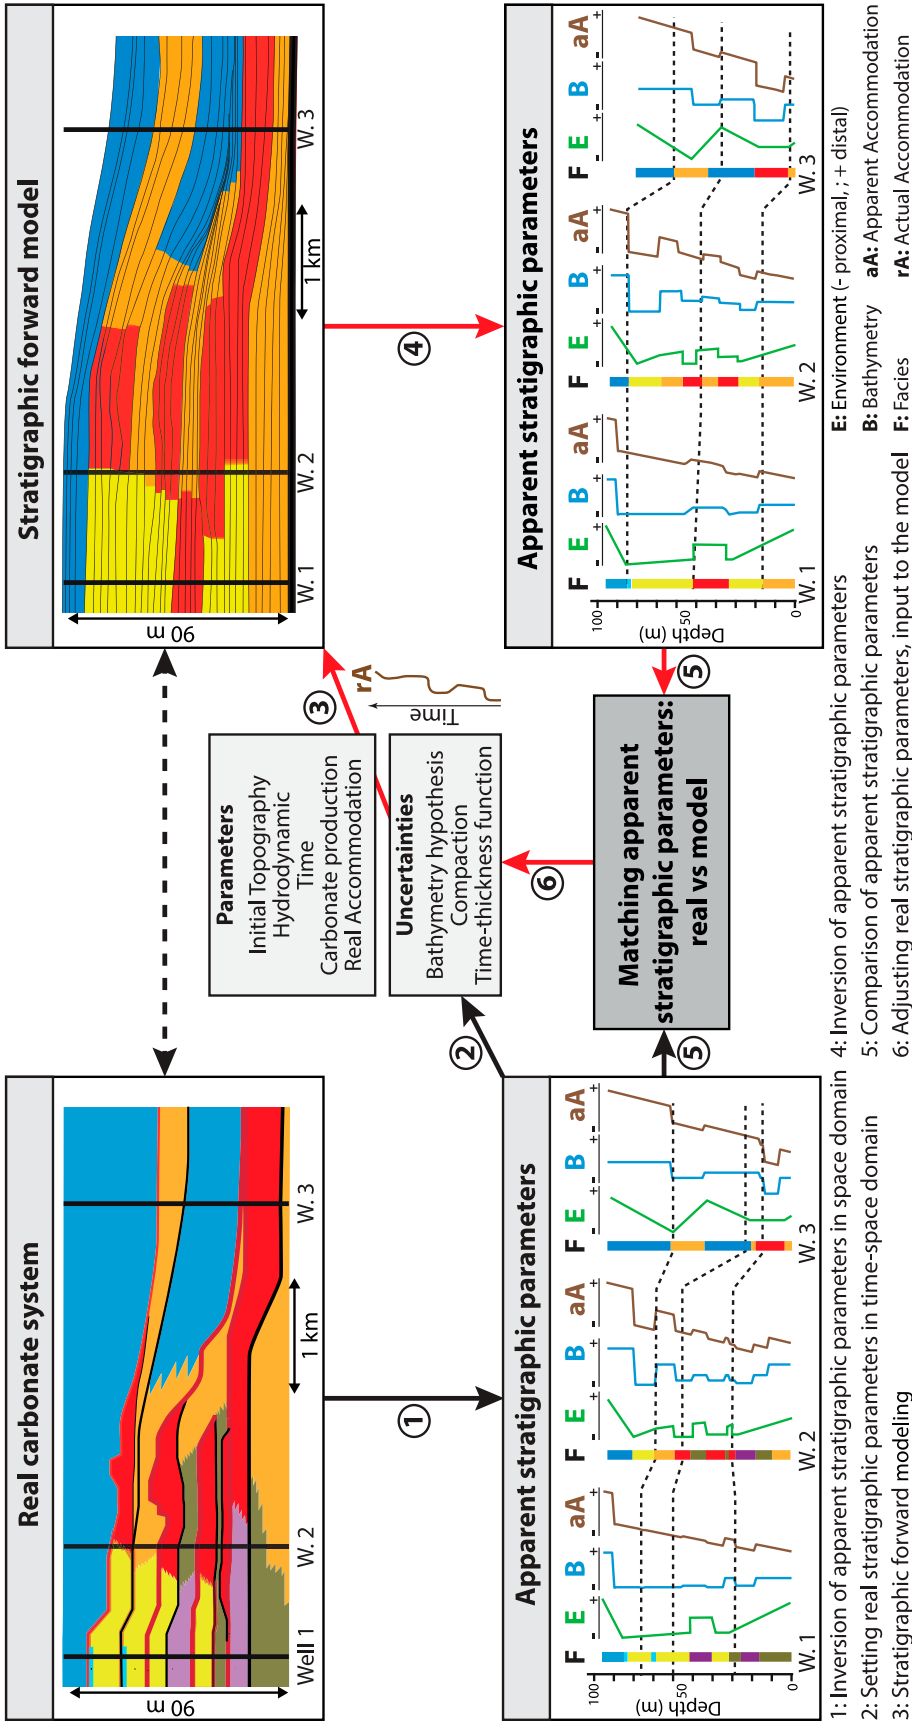 Real carbonate system
90 m
Well 1
W. 2
W. 3
1 km
Stratigraphic forward model
90 m
W. 1
W. 2
W. 3
1 km
Parameters
Initial Topography
Hydrodynamic
Time
Carbonate production
Real Accommodation
Uncertainties
Bathymetry hypothesis
Compaction
Time-thickness function
rA
Time
1
2
3
4
5
5
6
Matching apparent
stratigraphic parameters:
real vs model
Apparent stratigraphic parameters
F E B aA F E B aA F E B aA
- + - + - + - + - + - + - + - + - +
100
50
0
Depth (m)
W. 1
W. 2
W. 3
Apparent stratigraphic parameters
F E B aA F E B aA F E B aA
- + - + - + - + - + - + - + - + - +
100
50
0
Depth (m)
W. 1
W. 2
W. 3
1: Inversion of apparent stratigraphic parameters in space domain
2: Setting real stratigraphic parameters in time-space domain
3: Stratigraphic forward modeling
4: Inversion of apparent stratigraphic parameters
5: Comparison of apparent stratigraphic parameters
6: Adjusting real stratigraphic parameters, input to the model
E: Environment (- proximal, ; + distal)
B: Bathymetry
aA: Apparent Accommodation
F: Facies
rA: Actual Accommodation